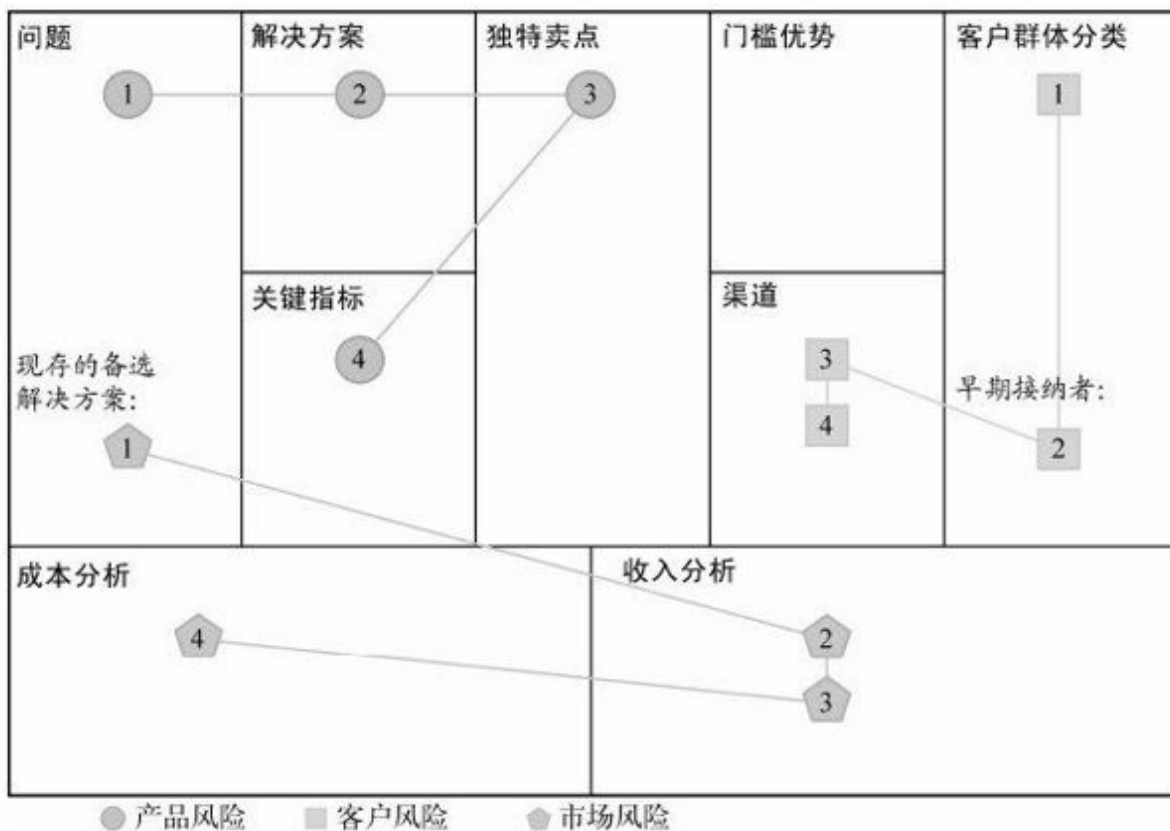 问题
解决方案
独特卖点
门槛优势
客户群体分类
1
2
3
1
关键指标
渠道
4
3
4
现存的备选
解决方案:
早期接纳者:
1
2
成本分析
收入分析
4
2
3
产品风险
客户风险
市场风险